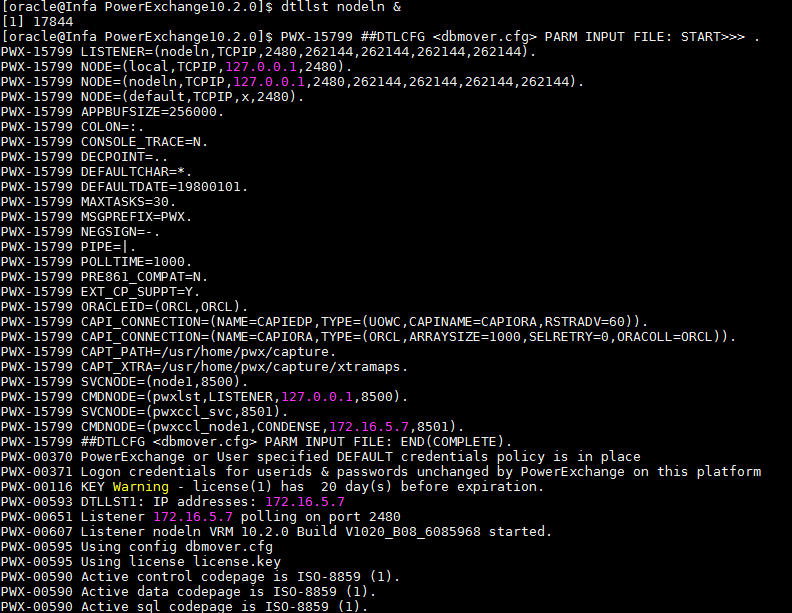 [oracle@Infa PowerExchange10.2.0]$ dtllst nodeln &
[1] 17844
[oracle@Infa PowerExchange10.2.0]$ PWX-15799 ##DTLCFG <dbmover.cfg> PARM INPUT FILE: START>>> .
PWX-15799 LISTENER=(nodeln,TCPIP,2480,262144,262144,262144,262144).
PWX-15799 NODE=(local,TCPIP,127.0.0.1,2480).
PWX-15799 NODE=(nodeln,TCPIP,127.0.0.1,2480,262144,262144,262144,262144).
PWX-15799 NODE=(default,TCPIP,x,2480).
PWX-15799 APPBUFSIZE=256000.
PWX-15799 COLON=:.
PWX-15799 CONSOLE_TRACE=N.
PWX-15799 DECPOINT=..
PWX-15799 DEFAULTCHAR=*.
PWX-15799 DEFAULTDATE=19800101.
PWX-15799 MAXTASKS=30.
PWX-15799 MSGPREFIX=PWX.
PWX-15799 NEGSIGN=-.
PWX-15799 PIPE=|.
PWX-15799 POLLTIME=1000.
PWX-15799 PRE861_COMPAT=N.
PWX-15799 EXT_CP_SUPPT=Y.
PWX-15799 ORACLEID=(ORCL,ORCL).
PWX-15799 CAPI_CONNECTION=(NAME=CAPIEDP,TYPE=(UOWC,CAPINAME=CAPIORA,RSTRADV=60)).
PWX-15799 CAPI_CONNECTION=(NAME=CAPIORA,TYPE=(ORCL,ARRAYSIZE=1000,SELRETRY=0,ORACOLL=ORCL)).
PWX-15799 CAPT_PATH=/usr/home/pwx/capture.
PWX-15799 CAPT_XTRA=/usr/home/pwx/capture/xtramaps.
PWX-15799 SVCNODE=(node1,8500).
PWX-15799 CMDNODE=(pwxlst,LISTENER,127.0.0.1,8500).
PWX-15799 SVCNODE=(pwxccl_svc,8501).
PWX-15799 CMDNODE=(pwxccl_node1,CONDENSE,172.16.5.7,8501).
PWX-15799 ##DTLCFG <dbmover.cfg> PARM INPUT FILE: END(COMPLETE).
PWX-00370 PowerExchange or User specified DEFAULT credentials policy is in place
PWX-00371 Logon credentials for userids & passwords unchanged by PowerExchange on this platform
PWX-00116 KEY Warning - license(1) has  20 day(s) before expiration.
PWX-00593 DTLLST1: IP addresses: 172.16.5.7
PWX-00651 Listener 172.16.5.7 polling on port 2480
PWX-00607 Listener nodeln VRM 10.2.0 Build V1020_B08_6085968 started.
PWX-00595 Using config dbmover.cfg
PWX-00595 Using license license.key
PWX-00590 Active control codepage is ISO-8859 (1).
PWX-00590 Active data codepage is ISO-8859 (1).
PWX-00590 Active sql codepage is ISO-8859 (1).